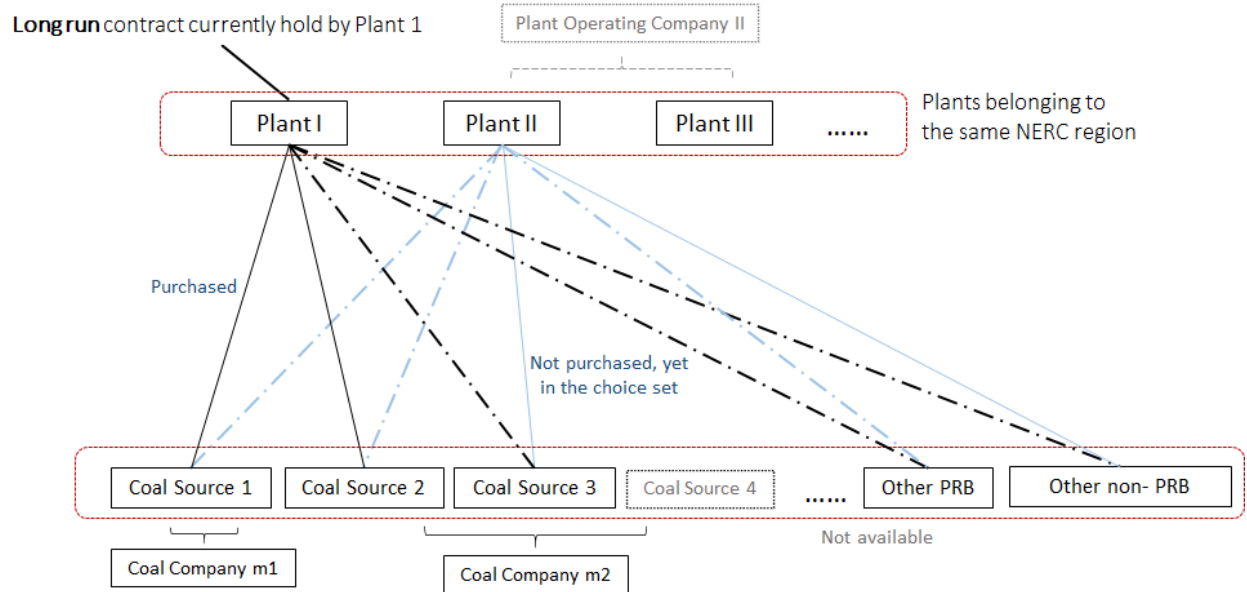 Plant Operating Company II
Long run contract currently hold by Plant 1
Plant I
Plant II
Plant III
......
Plants belonging to
the same NERC region
Purchased
Not purchased, yet
in the choice set
Coal Source 1
Coal Source 2
Coal Source 3
Coal Source 4
......
Other PRB
Other non- PRB
Not available
Coal Company m1
Coal Company m2